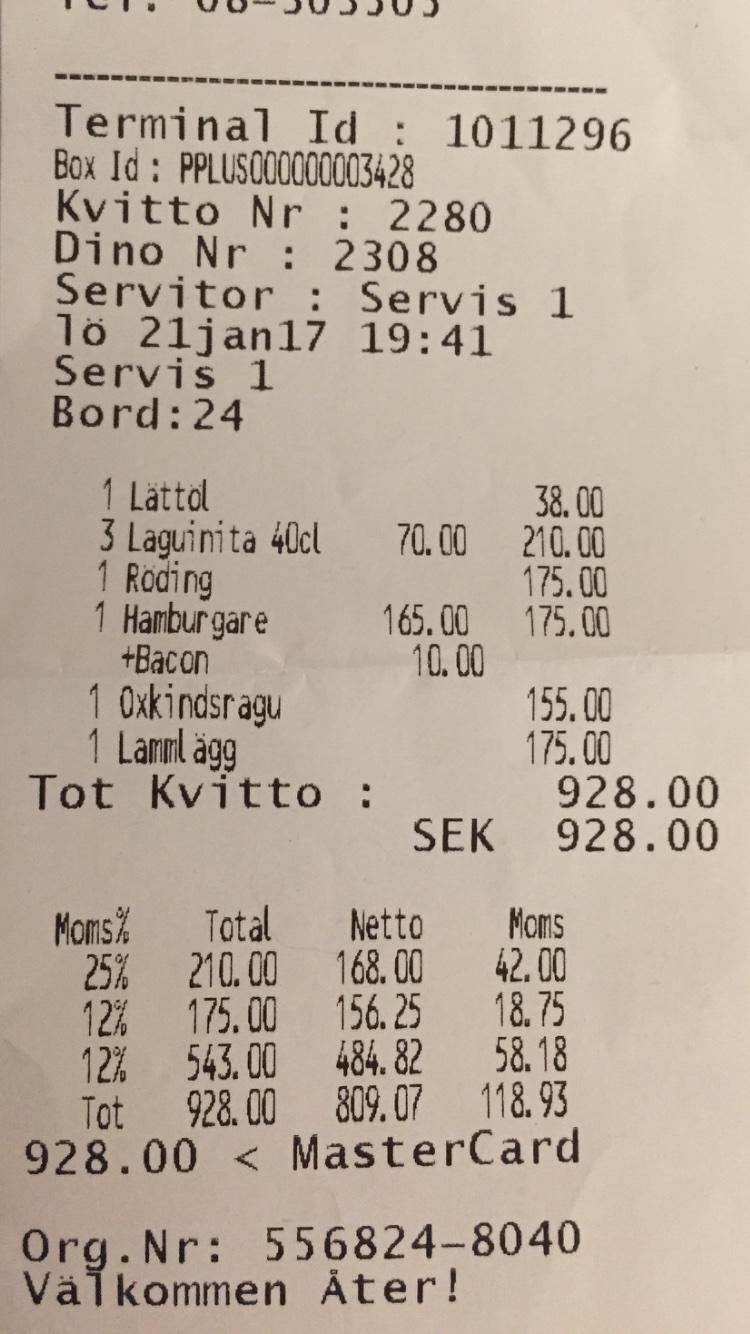 --------------------------------------
Terminal Id : 1011296
Box Id : PPLUS000000003428
Kvitto Nr : 2280
Dino Nr : 2308
Servitor : Servis 1
lö 21jan17 19:41
Servis 1
Bord:24
1 Lättöl 38.00
3 Laguinita 40cl 70.00 210.00
1 Röding 175.00
1 Hamburgare 165.00 175.00
+Bacon 10.00
1 Oxkindsragu 155.00
1 Lammlägg 175.00
Tot Kvitto : 928.00
SEK 928.00
Moms% Total Netto Moms
25% 210.00 168.00 42.00
12% 175.00 156.25 18.75
12% 543.00 484.82 58.18
Tot 928.00 809.07 118.93
928.00 < MasterCard
Org.Nr: 556824-8040
Välkommen Åter!